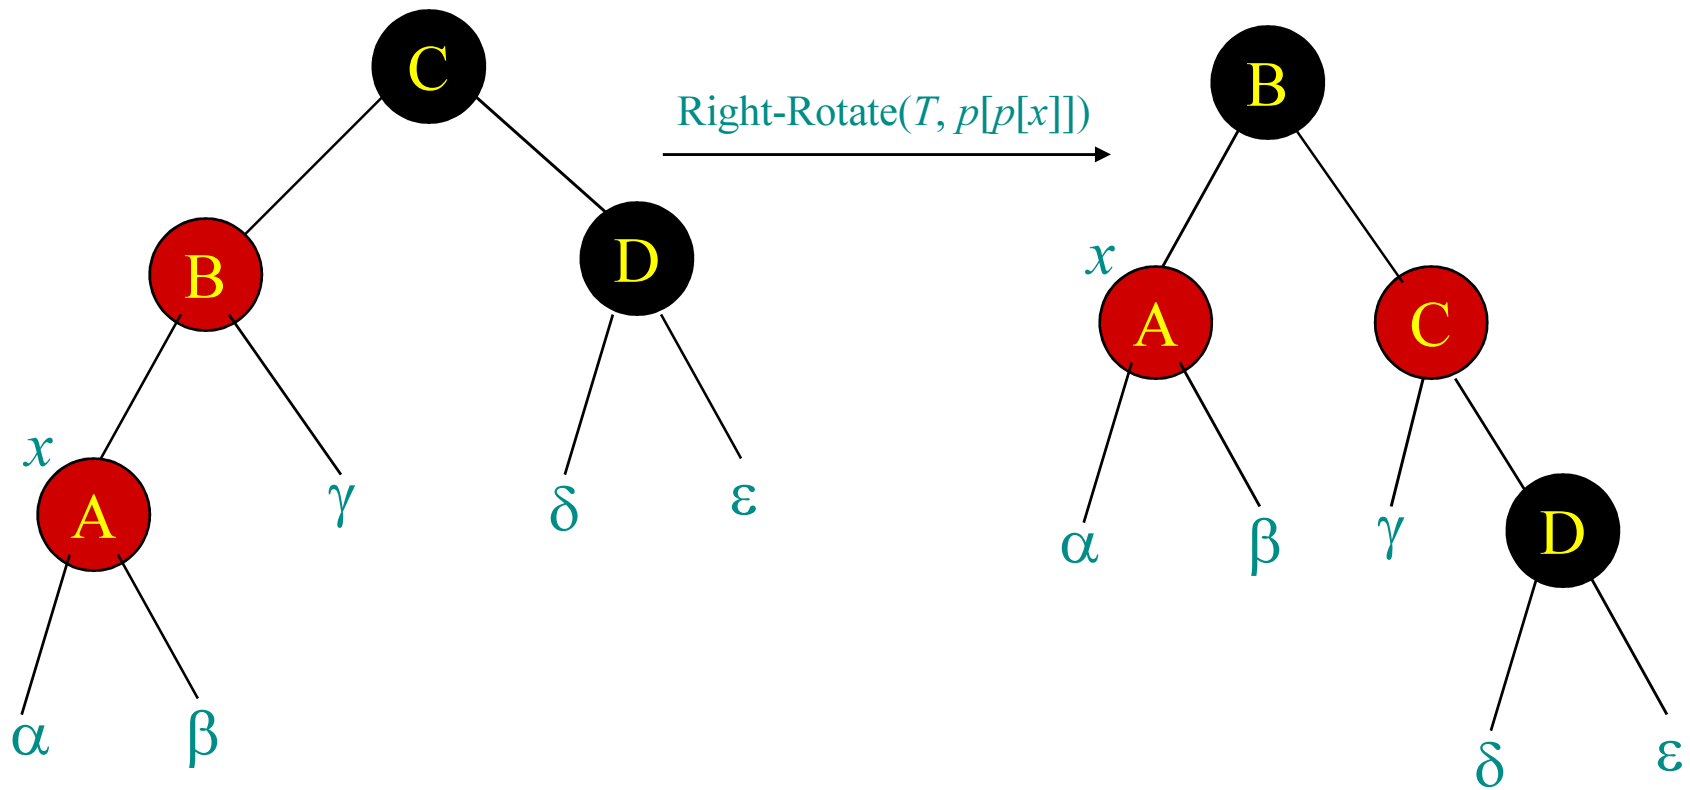 C
Right-Rotate(T, p[p[x]])
B
B
D
x
A
C
x
A
γ
δ
ε
α
β
γ
D
α
β
δ
ε